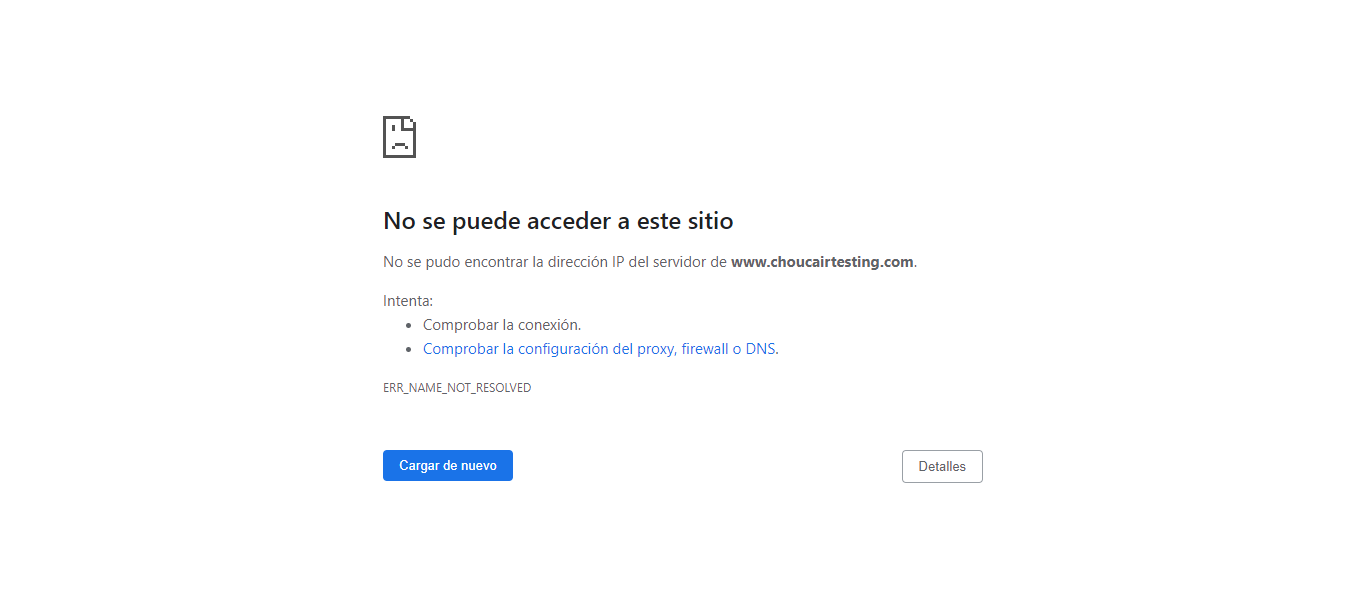 No se puede acceder a este sitio
No se pudo encontrar la dirección IP del servidor de www.choucairtesting.com.
Intenta:
• Comprobar la conexión.
• Comprobar la configuración del proxy, firewall o DNS.
ERR_NAME_NOT_RESOLVED
Cargar de nuevo
Detalles